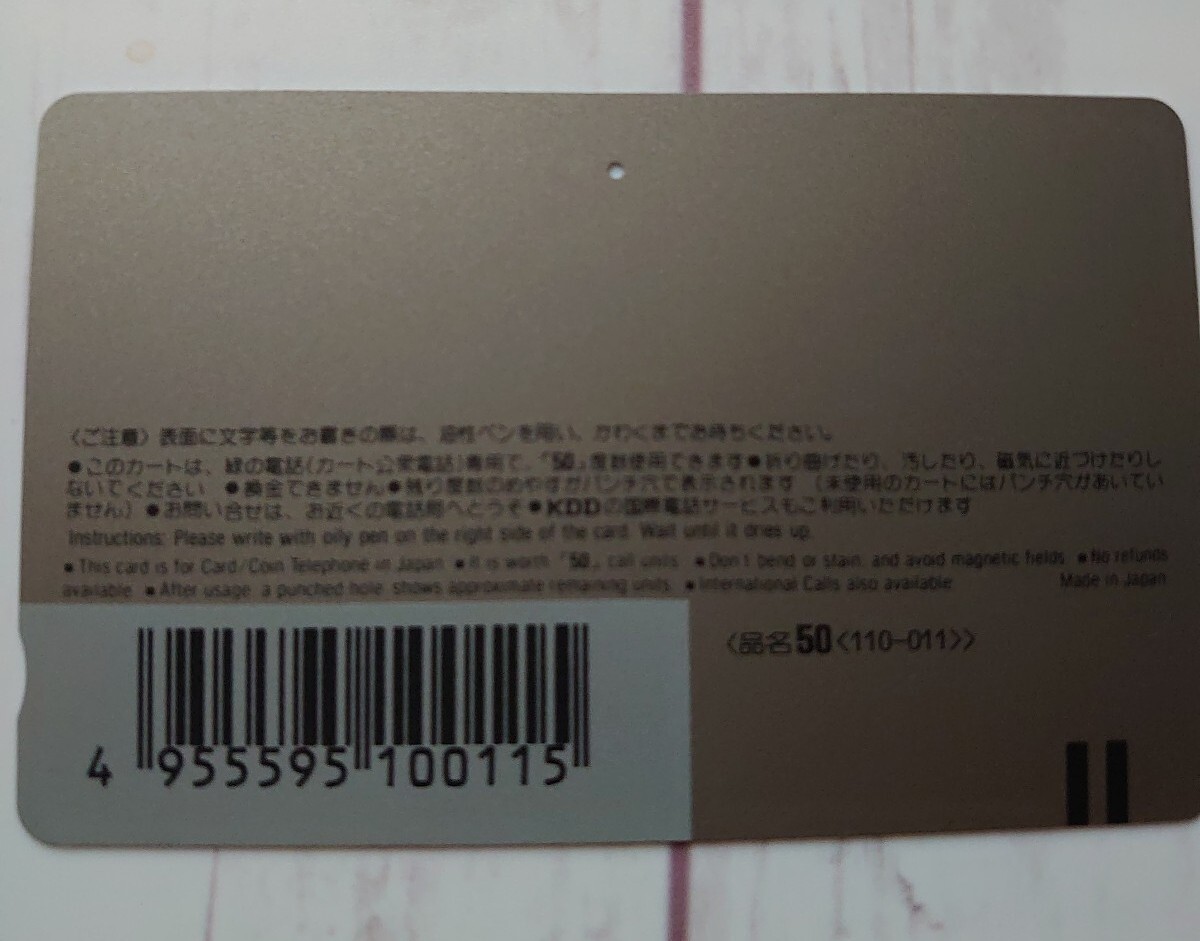 〈ご注意〉表面に文字等をお書きの際は、油性ペンを用い、かわくまでお待ちください。
●このカードは、緑の電話(カード公衆電話)専用で、「50」度数使用できます●折り曲げたり、汚したり、磁気に近づけたりし
ないでください ●換金できません●残り度数のめやすがパンチ穴で表示されます（未使用のカードにはパンチ穴があいてい
ません）●お問い合せは、お近くの電話局へどうぞ●KDDの国際電話サービスもご利用いただけます
Instructions: Please write with oily pen on the right side of the card. Wait until it dries up.
●This card is for Card/Coin Telephone in Japan ●It is worth「50」call units ●Don't bend or stain, and avoid magnetic fields ●No refunds
available ●After usage, a punched hole shows approximate remaining units ●International Calls also available Made in Japan
〈品名50<110-011>〉
4 955595 100115